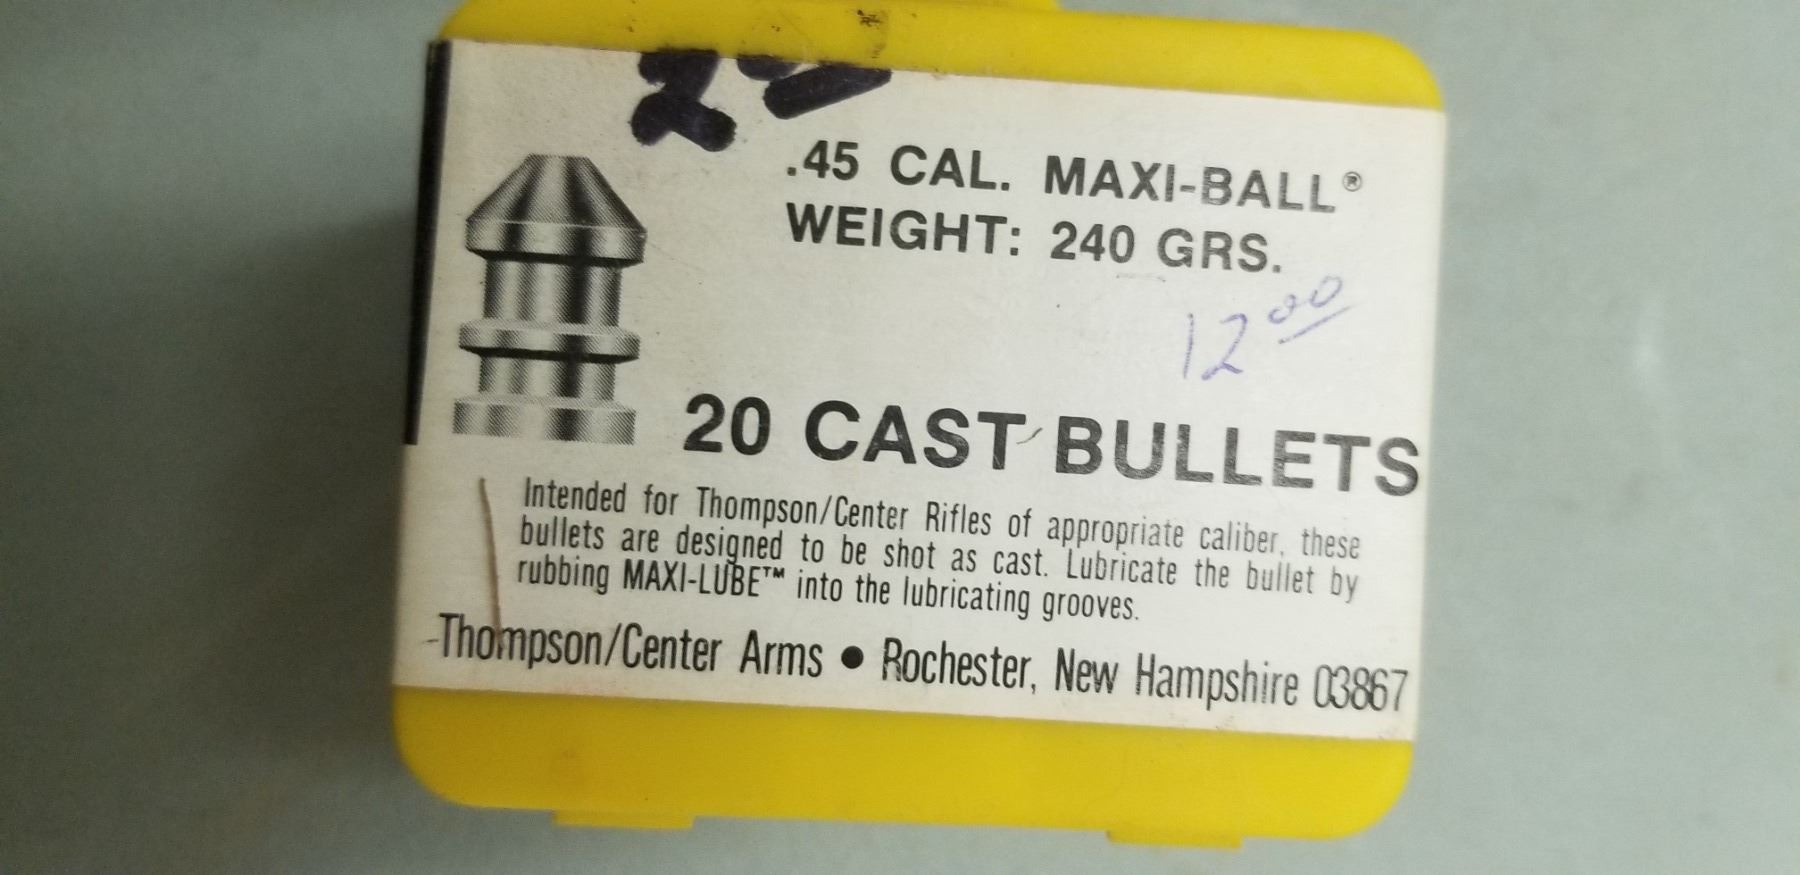 .45 CAL. MAXI-BALL®
WEIGHT: 240 GRS.
12 00
20 CAST BULLETS
Intended for Thompson/Center Rifles of appropriate caliber, these
bullets are designed to be shot as cast. Lubricate the bullet by
rubbing MAXI-LUBE™ into the lubricating grooves.
Thompson/Center Arms • Rochester, New Hampshire 03867